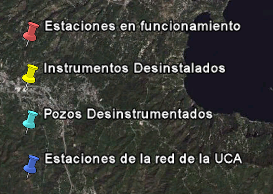 Estaciones en funcionamiento
Instrumentos Desinstalados
Pozos Desinstrumentados
Estaciones de la red de la UCA